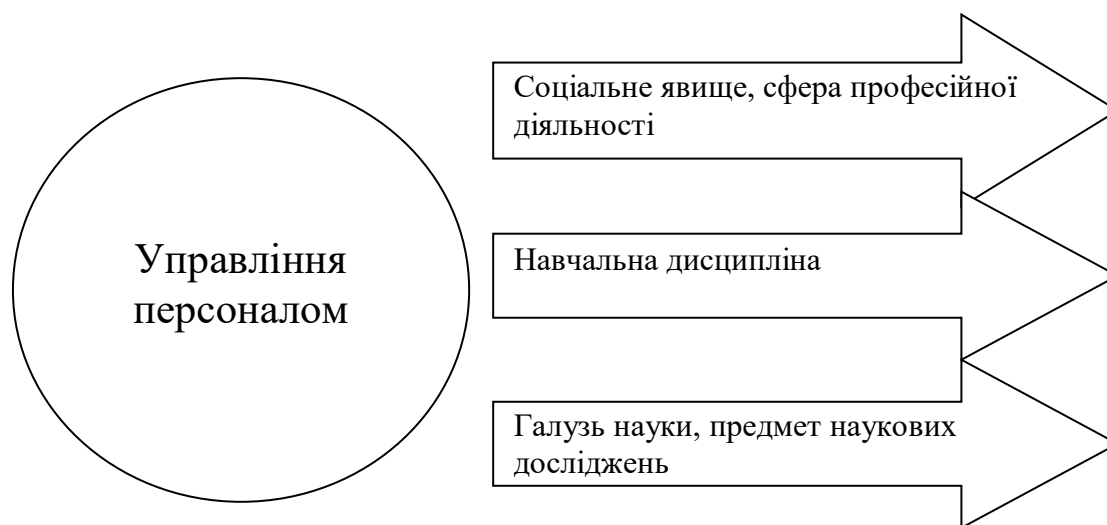 Соціальне явище, сфера професійної
діяльності
Управління
персоналом
Навчальна дисципліна
Галузь науки, предмет наукових
досліджень